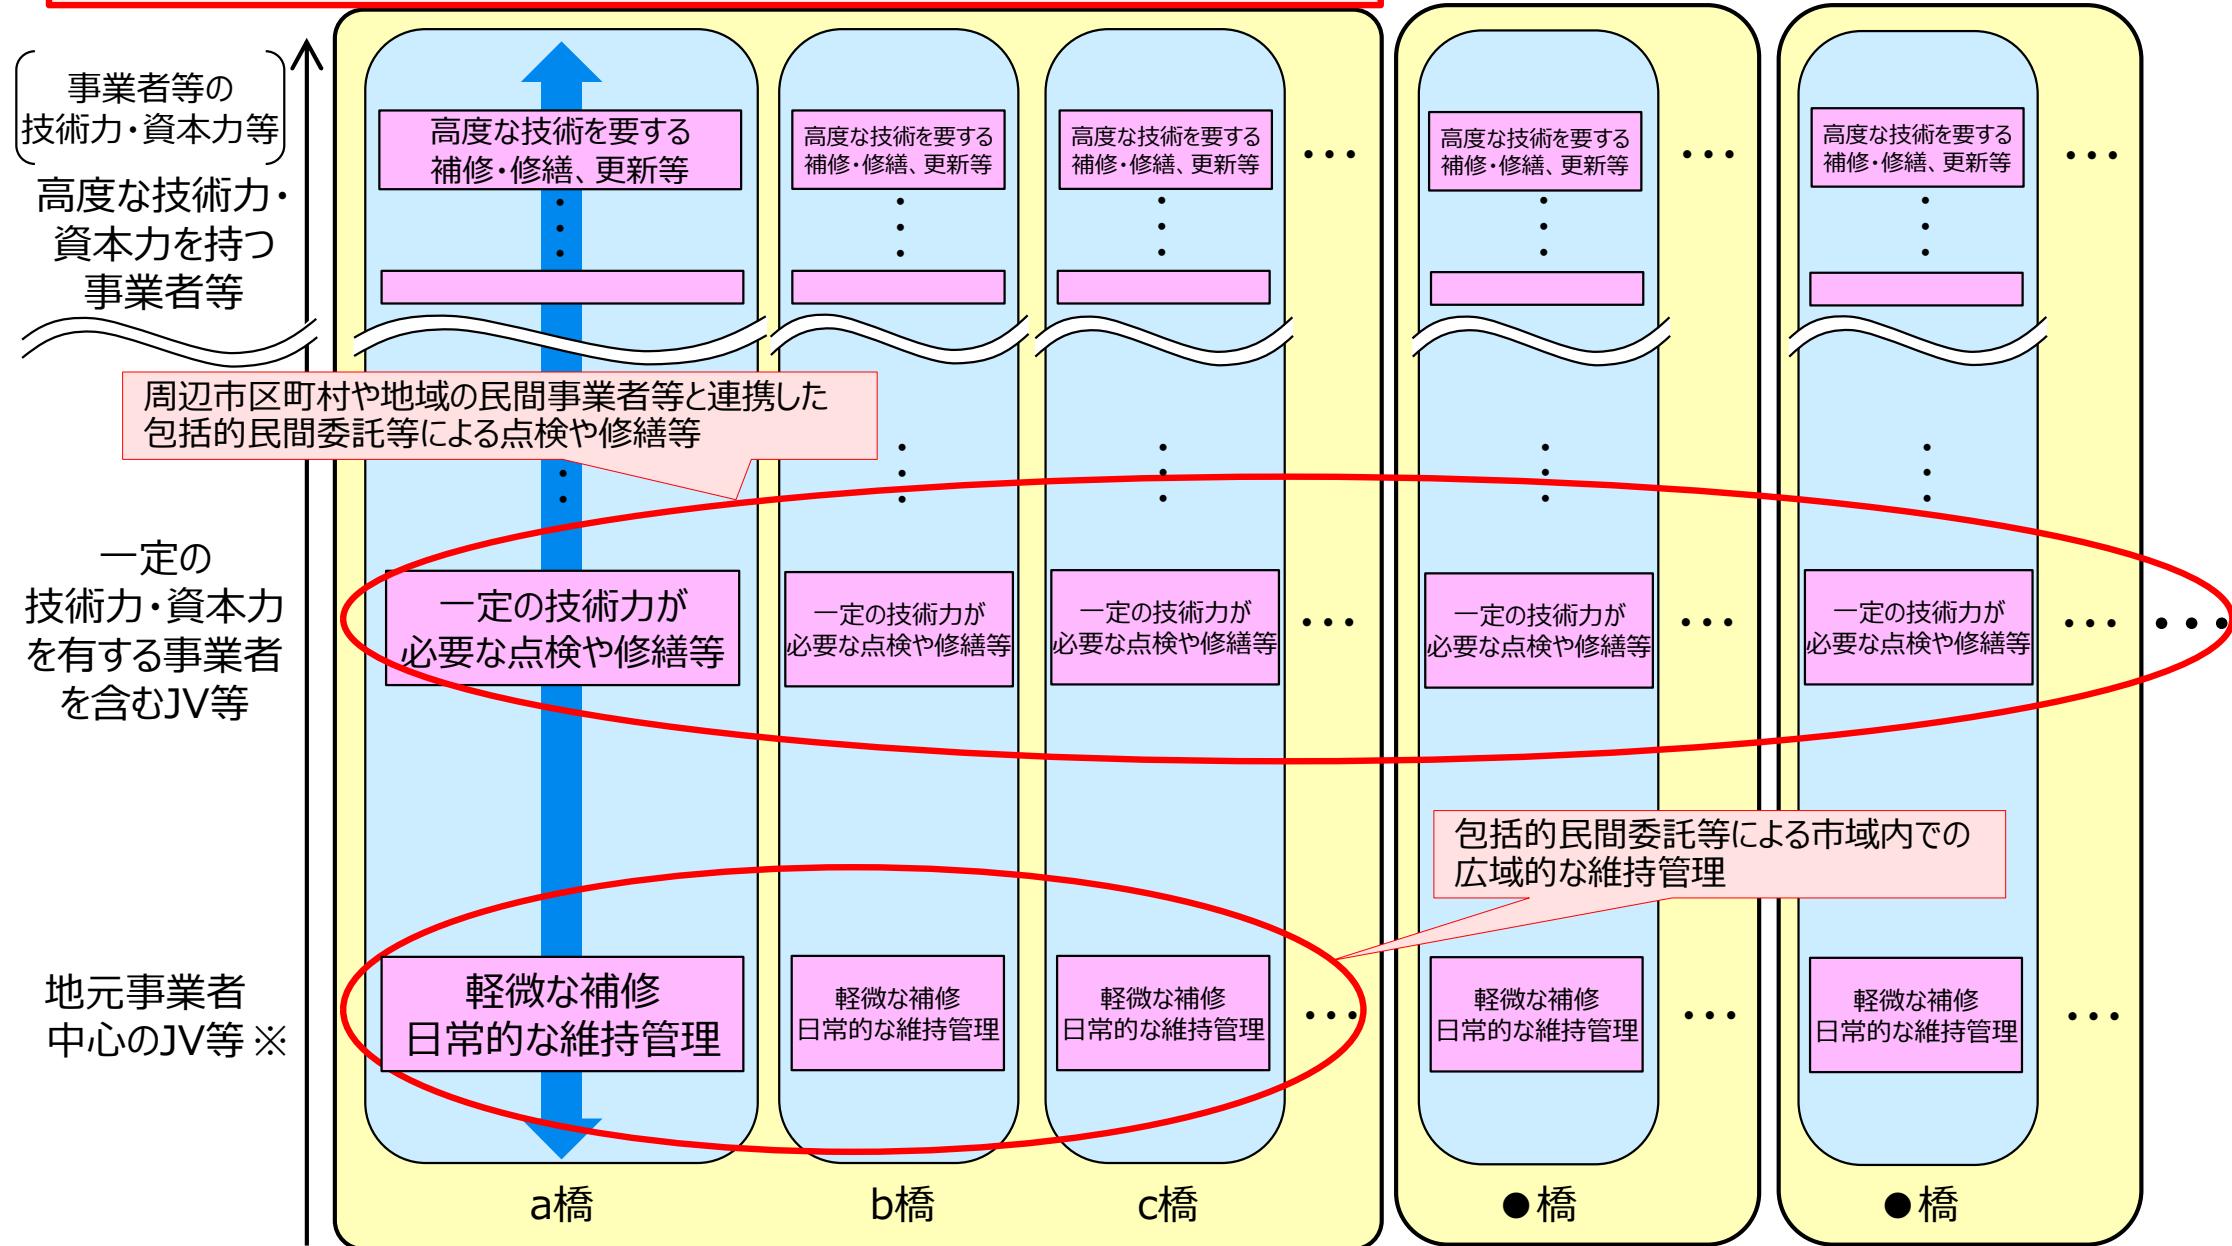 事業者等の
技術力・資本力等
高度な技術力・
資本力を持つ
事業者等
高度な技術を要する
補修・修繕、更新等
高度な技術を要する
補修・修繕、更新等
高度な技術を要する
補修・修繕、更新等
…
高度な技術を要する
補修・修繕、更新等
…
高度な技術を要する
補修・修繕、更新等
…
周辺市区町村や地域の民間事業者等と連携した
包括的民間委託等による点検や修繕等
一定の
技術力・資本力
を有する事業者
を含むJV等
一定の技術力が
必要な点検や修繕等
一定の技術力が
必要な点検や修繕等
一定の技術力が
必要な点検や修繕等
…
一定の技術力が
必要な点検や修繕等
…
一定の技術力が
必要な点検や修繕等
…
…
包括的民間委託等による市域内での
広域的な維持管理
地元事業者
中心のJV等※
軽微な補修
日常的な維持管理
軽微な補修
日常的な維持管理
軽微な補修
日常的な維持管理
…
軽微な補修
日常的な維持管理
…
軽微な補修
日常的な維持管理
…
a橋
b橋
c橋
●橋
●橋